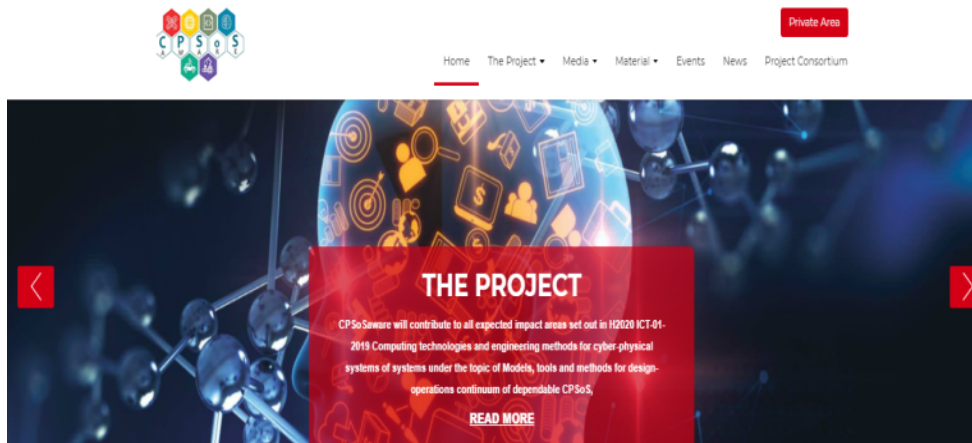 Private Area
CPSoS
AWARE
Home The Project Media Material Events News Project Consortium
THE PROJECT
CPSoSaware will contribute to all expected impact areas set out in H2020 ICT-01-
2019 Computing technologies and engineering methods for cyber-physical
systems of systems under the topic of Models, tools and methods for design-
operations continuum of dependable CPSoS,
READ MORE